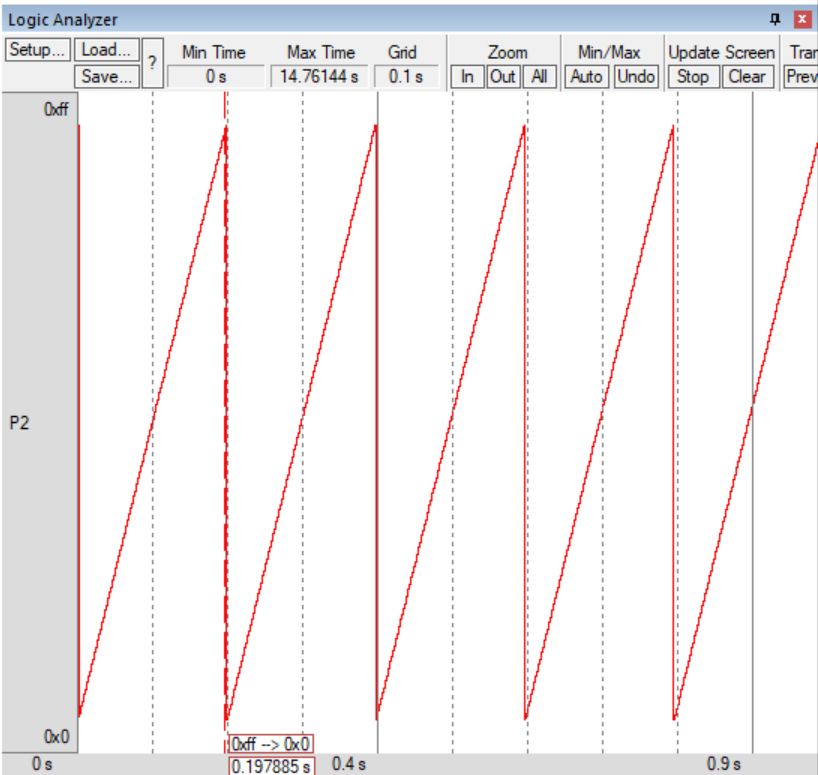 Logic Analyzer
Setup... Load... ? Min Time Max Time Grid Zoom Min/Max Update Screen Tran
Save... 0 s 14.76144 s 0.1 s In Out All Auto Undo Stop Clear Prev
0xff
P2
0x0
0xff --> 0x0
0 s 0.197885 s 0.4 s 0.9 s